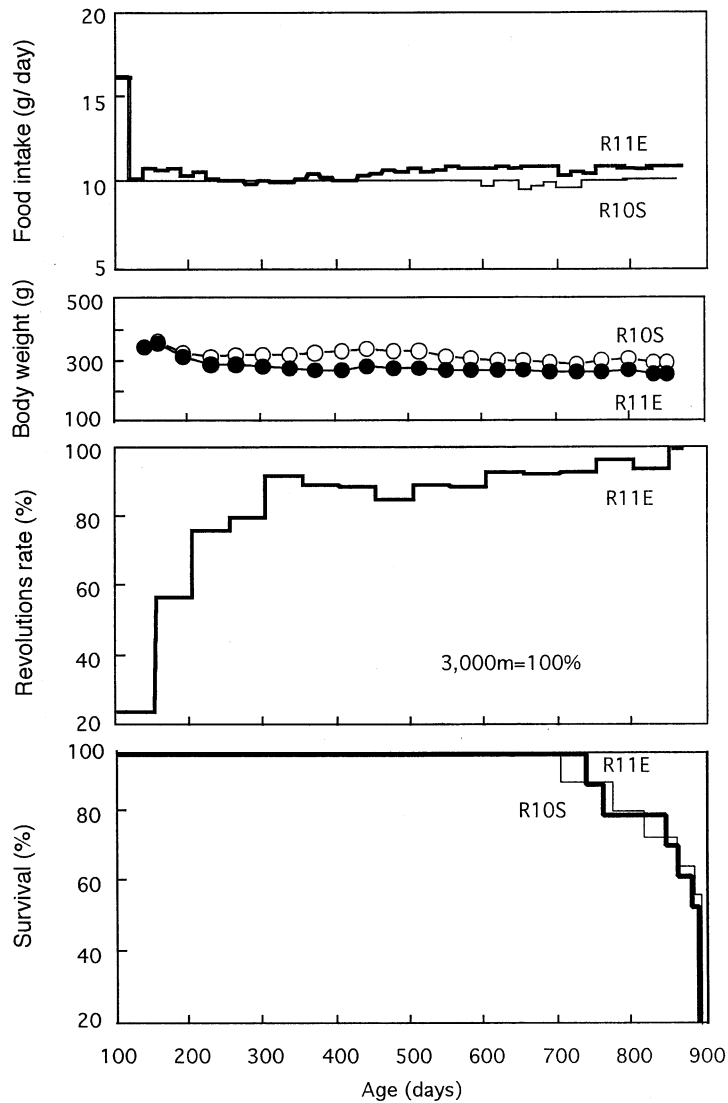 Food intake (g/ day)
20
15
10
5
R11E
R10S
Body weight (g)
500
300
100
R10S
R11E
Revolutions rate (%)
100
80
60
40
20
R11E
3,000m=100%
Survival (%)
100
80
60
40
20
R11E
R10S
100 200 300 400 500 600 700 800 900
Age (days)